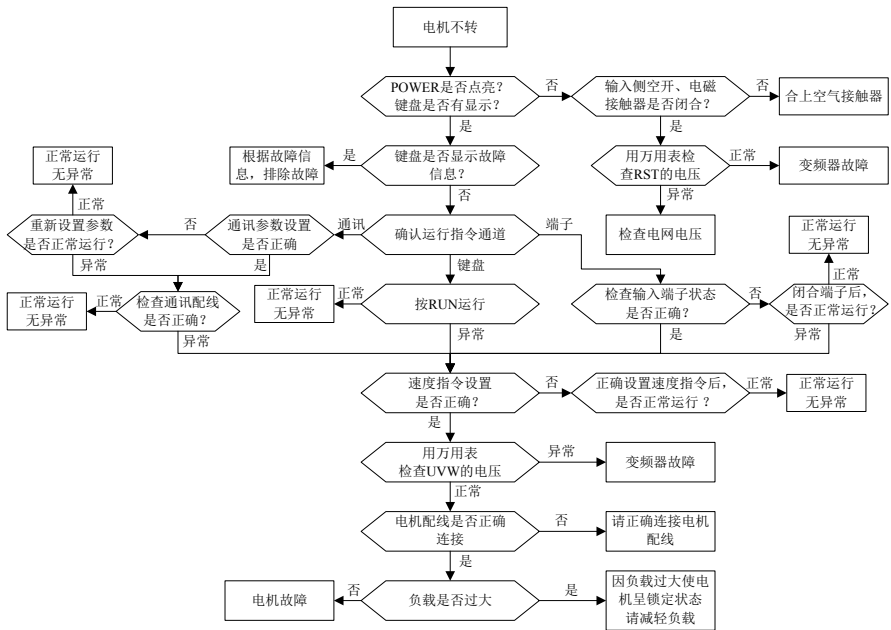 电机不转
POWER是否点亮？
键盘是否有显示？
否
输入侧空开、电磁
接触器是否闭合？
否
合上空气接触器
是
是
正常运行
无异常
根据故障信
息，排除故障
是
键盘是否显示故障
信息？
用万用表检
查RST的电压
正常
变频器故障
正常
否
异常
重新设置参数
是否正常运行？
否
通讯参数设置
是否正确
通讯
确认运行指令通道
端子
检查电网电压
正常运行
无异常
异常
是
键盘
正常
正常运行
无异常
正常
检查通讯配线
是否正确？
正常运行
无异常
正常
按RUN运行
检查输入端子状态
是否正确？
否
闭合端子后，
是否正常运行？
异常
异常
是
异常
速度指令设置
是否正确？
否
正确设置速度指令后，
是否正常运行 ？
正常
正常运行
无异常
是
用万用表
检查UVW的电压
异常
变频器故障
正常
电机配线是否正确
连接
否
请正确连接电机
配线
是
电机故障
否
负载是否过大
是
因负载过大使电
机呈锁定状态
请减轻负载